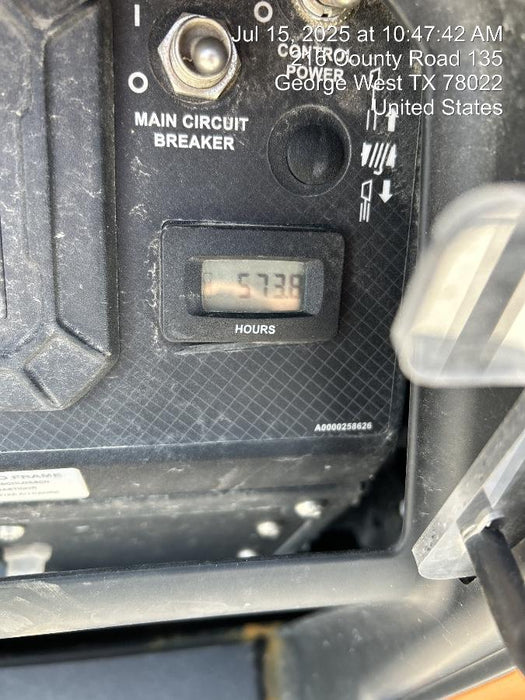 Jul 15, 2025 at 10:47:42 AM
216 County Road 135
George West TX 78022
United States
I
O
O
CONTROL
POWER
MAIN CIRCUIT
BREAKER
573.8
HOURS
A0000258626
FRAME